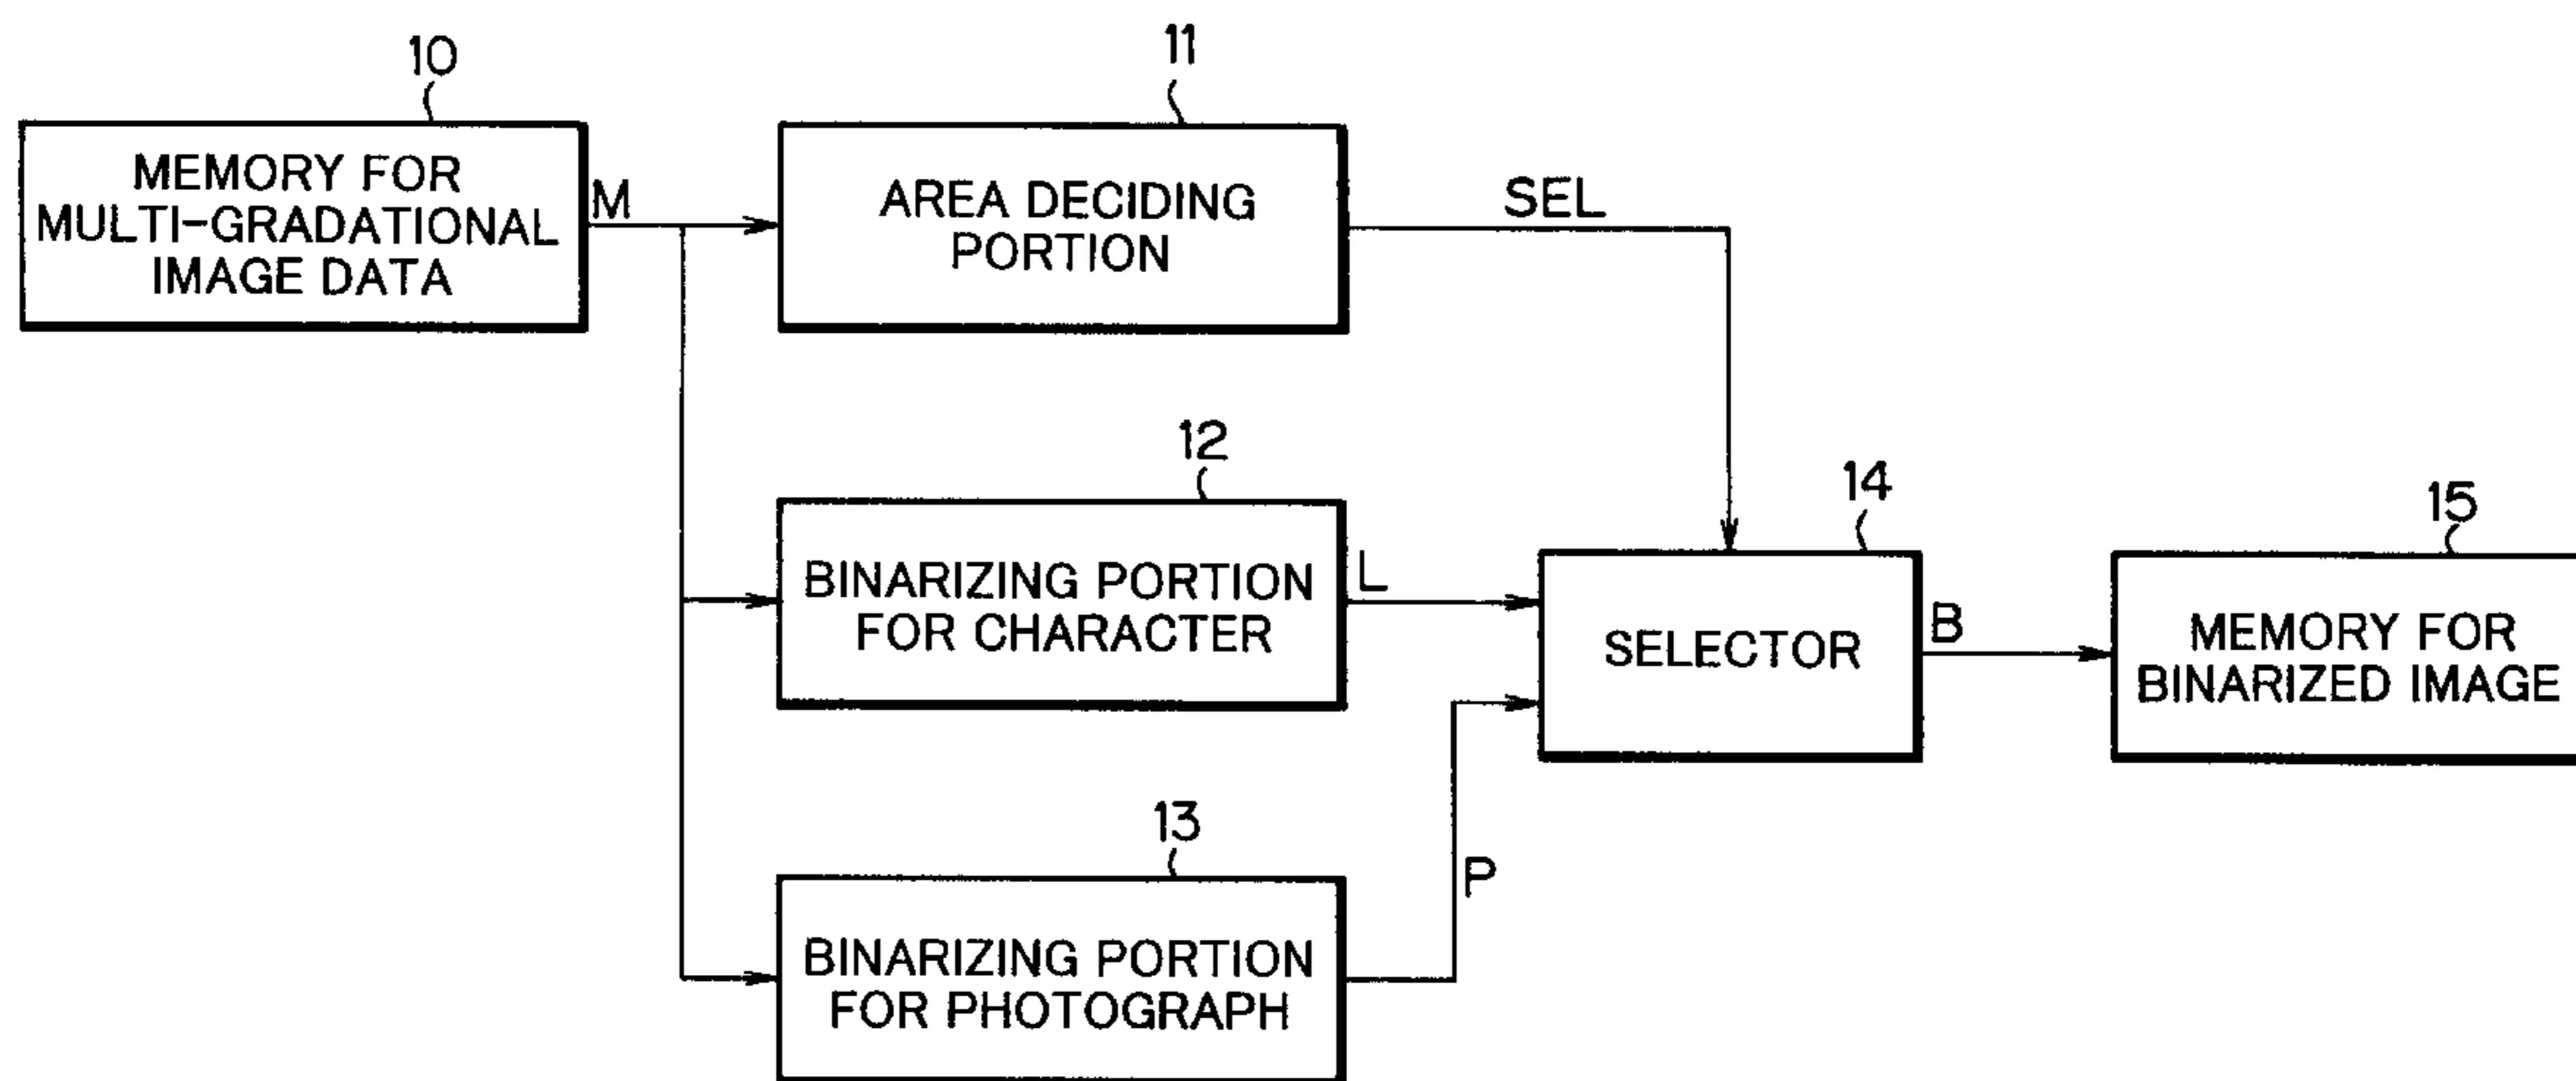 10
MEMORY FOR
MULTI-GRADATIONAL
IMAGE DATA
M
11
AREA DECIDING
PORTION
SEL
12
BINARIZING PORTION
FOR CHARACTER
L
13
BINARIZING PORTION
FOR PHOTOGRAPH
P
14
SELECTOR
B
15
MEMORY FOR
BINARIZED IMAGE